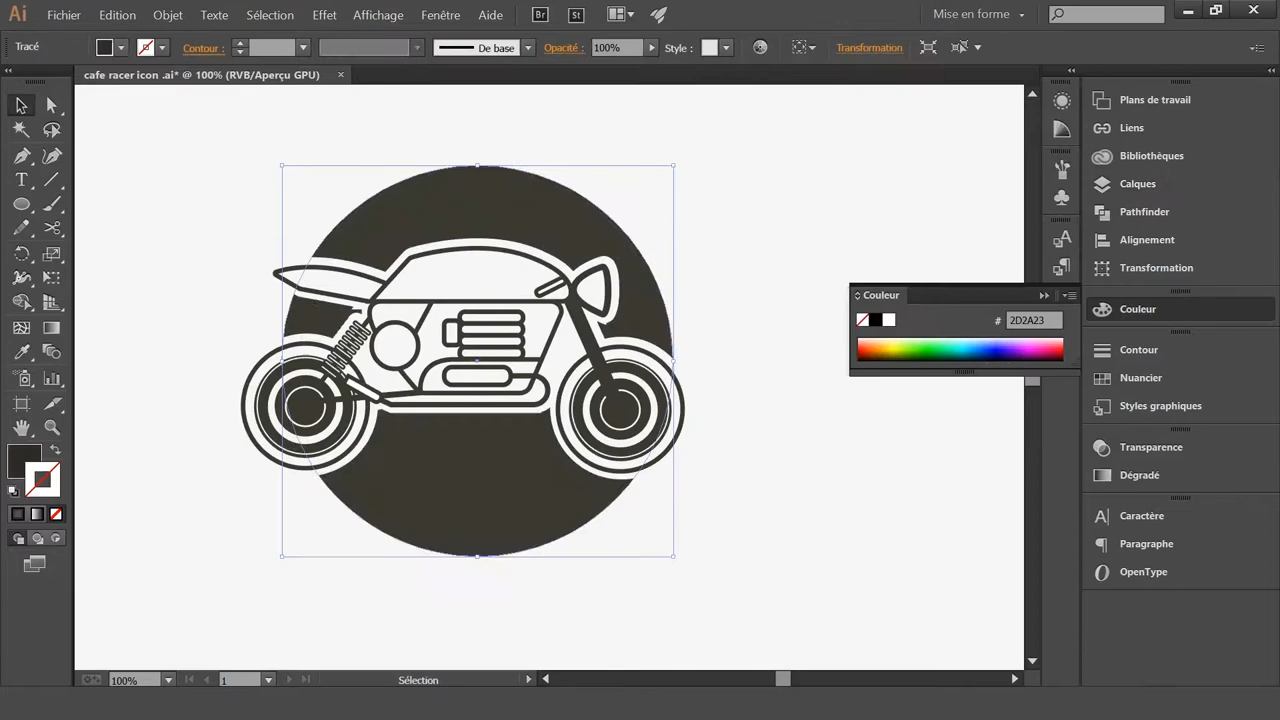 Ai Fichier Edition Objet Texte Sélection Effet Affichage Fenêtre Aide Br St Mise en forme
Tracé Contour : De base Opacité : 100% Style : Transformation
cafe racer icon .ai* @ 100% (RVB/Aperçu GPU)
Plans de travail
Liens
Bibliothèques
Calques
Pathfinder
Alignement
Transformation
Couleur
Contour
Nuancier
Styles graphiques
Transparence
Dégradé
Caractère
Paragraphe
OpenType
Couleur
# 2D2A23
100% 1 Sélection